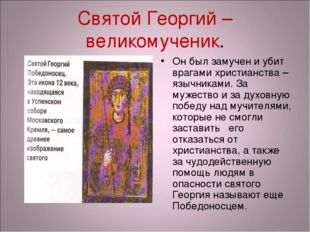 Святой Георгий –
великомученик.
Святой Георгий
Победоносец.
Эта икона 12 века,
находящаяся
в Успенском
соборе
Московского
Кремля, – самое
древнее
изображение
святого
• Он был замучен и убит
врагами христианства –
язычниками. За
мужество и за духовную
победу над мучителями,
которые не смогли
заставить его
отказаться от
христианства, а также
за чудодейственную
помощь людям в
опасности святого
Георгия называют еще
Победоносцем.